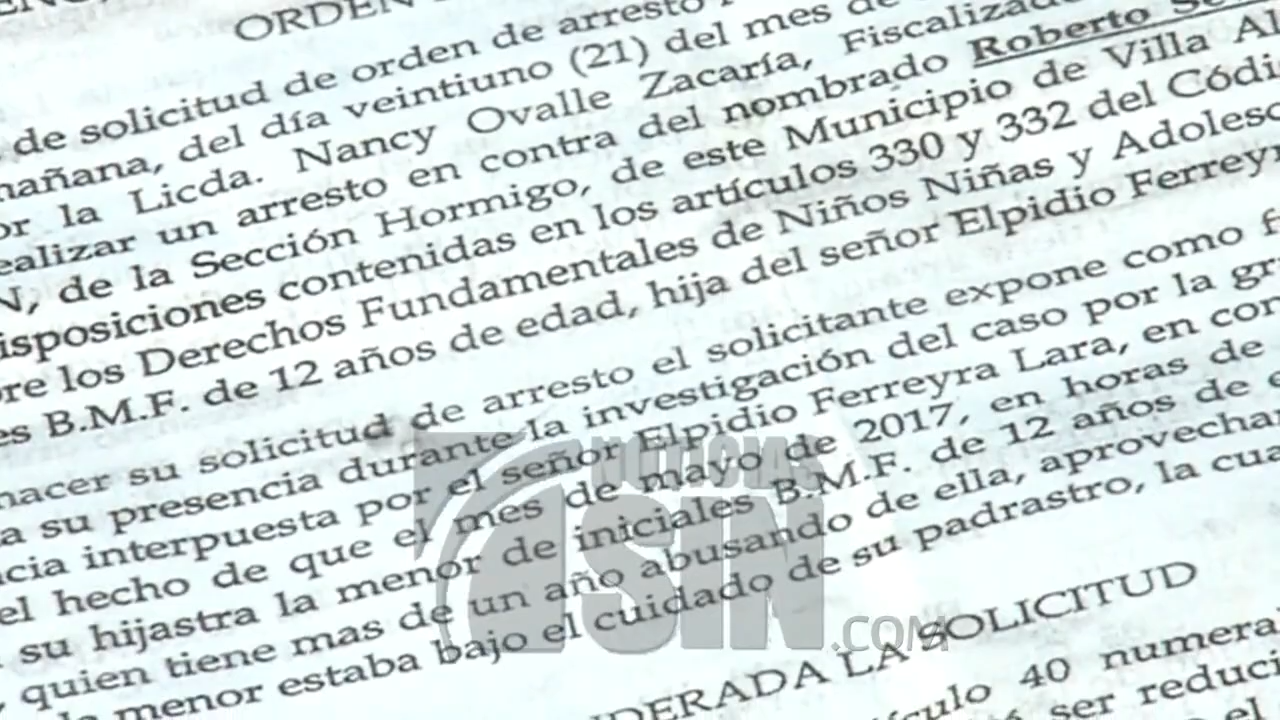 ORDEN
de solicitud de orden de arresto
mañana, del día veintiuno (21) del mes de
or la Licda. Nancy Ovalle Zacaría, Fiscalizad
ealizar un arresto en contra del nombrado Roberto
N, de la Sección Hormigo, de este Municipio de Villa Al
isposiciones contenidas en los artículos 330 y 332 del Códi
re los Derechos Fundamentales de Niños Niñas y Adolesc
es B.M.F. de 12 años de edad, hija del señor Elpidio Ferreyr
hacer su solicitud de arresto el solicitante expone como f
a su presencia durante la investigación del caso por la gr
cia interpuesta por el señor Elpidio Ferreyra Lara, en con
el hecho de que el mes de mayo de 2017, en horas de
su hijastra la menor de iniciales B.M.F. de 12 años de e
quien tiene mas de un año abusando de ella, aprovechan
la menor estaba bajo el cuidado de su padrastro, la cua
DERADA LA SOLICITUD
culo 40 numera
ser reduci
el
NOTICIAS
SIN
.COM